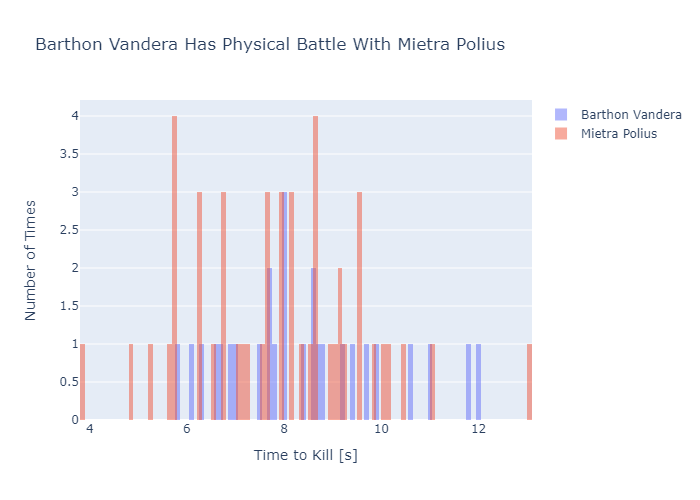 Barthon Vandera Has Physical Battle With Mietra Polius
Barthon Vandera
Mietra Polius
4
3.5
3
2.5
2
1.5
1
0.5
0
Number of Times
4 6 8 10 12
Time to Kill [s]